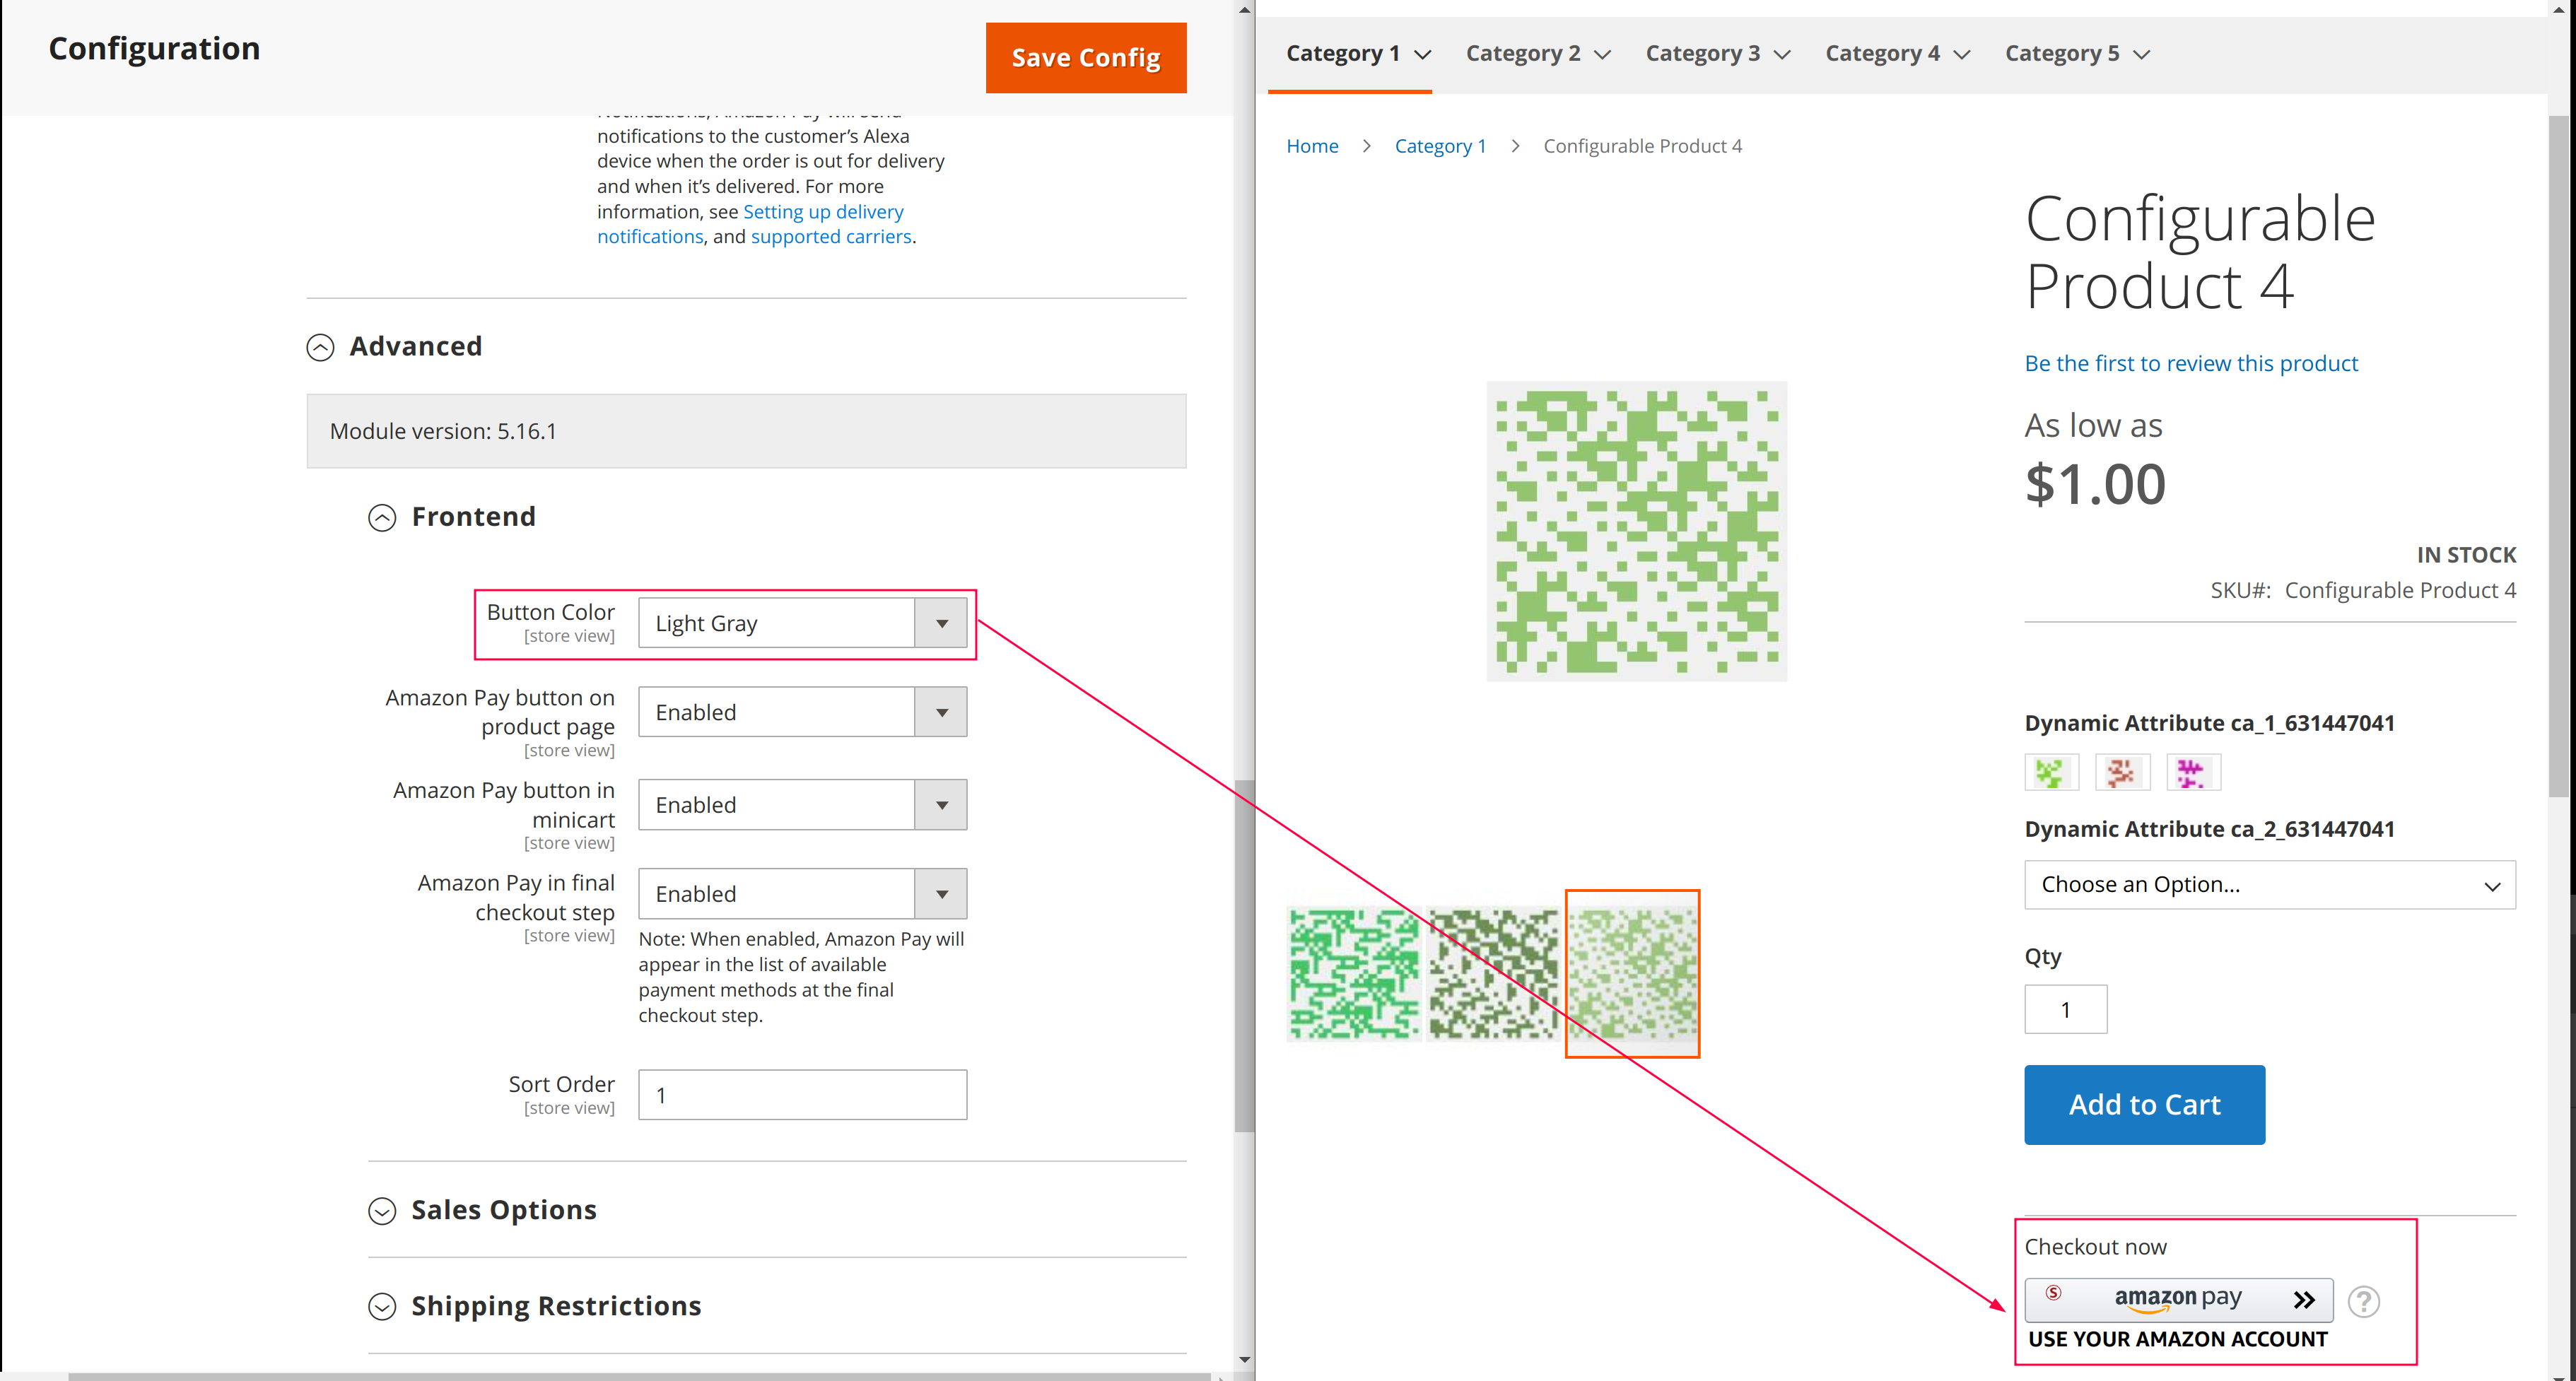 Configuration
Save Config
Notifications, Amazon Pay will send
notifications to the customer's Alexa
device when the order is out for delivery
and when it's delivered. For more
information, see Setting up delivery
notifications, and supported carriers.
Advanced
Module version: 5.16.1
Frontend
Button Color
[store view]
Light Gray
Amazon Pay button on
product page
[store view]
Enabled
Amazon Pay button in
minicart
[store view]
Enabled
Amazon Pay in final
checkout step
[store view]
Enabled
Note: When enabled, Amazon Pay will
appear in the list of available
payment methods at the final
checkout step.
Sort Order
[store view]
1
Sales Options
Shipping Restrictions
Category 1
Category 2
Category 3
Category 4
Category 5
Home > Category 1 > Configurable Product 4
Configurable
Product 4
Be the first to review this product
As low as
$1.00
IN STOCK
SKU#: Configurable Product 4
Dynamic Attribute ca_1_631447041
Dynamic Attribute ca_2_631447041
Choose an Option...
Qty
1
Add to Cart
Checkout now
S amazon pay
?
USE YOUR AMAZON ACCOUNT